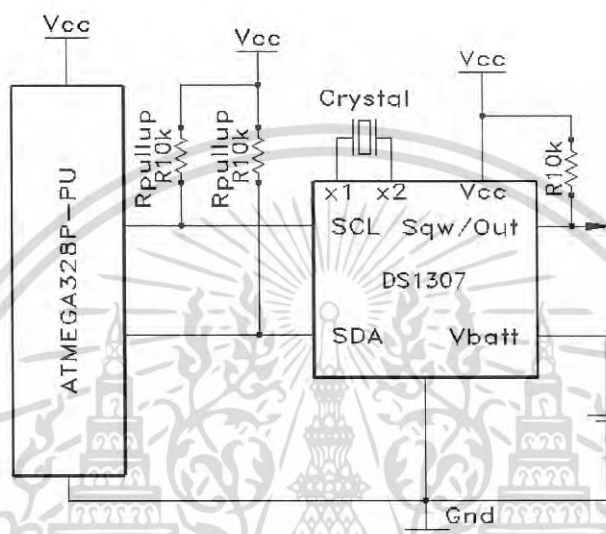 Vcc
Vcc
Vcc
Crystal
Rpullup
R10k
Rpullup
R10k
R10k
x1 x2 Vcc
SCL Sqw/Out
DS1307
SDA Vbatt
ATMEGA328P-PU
Gnd